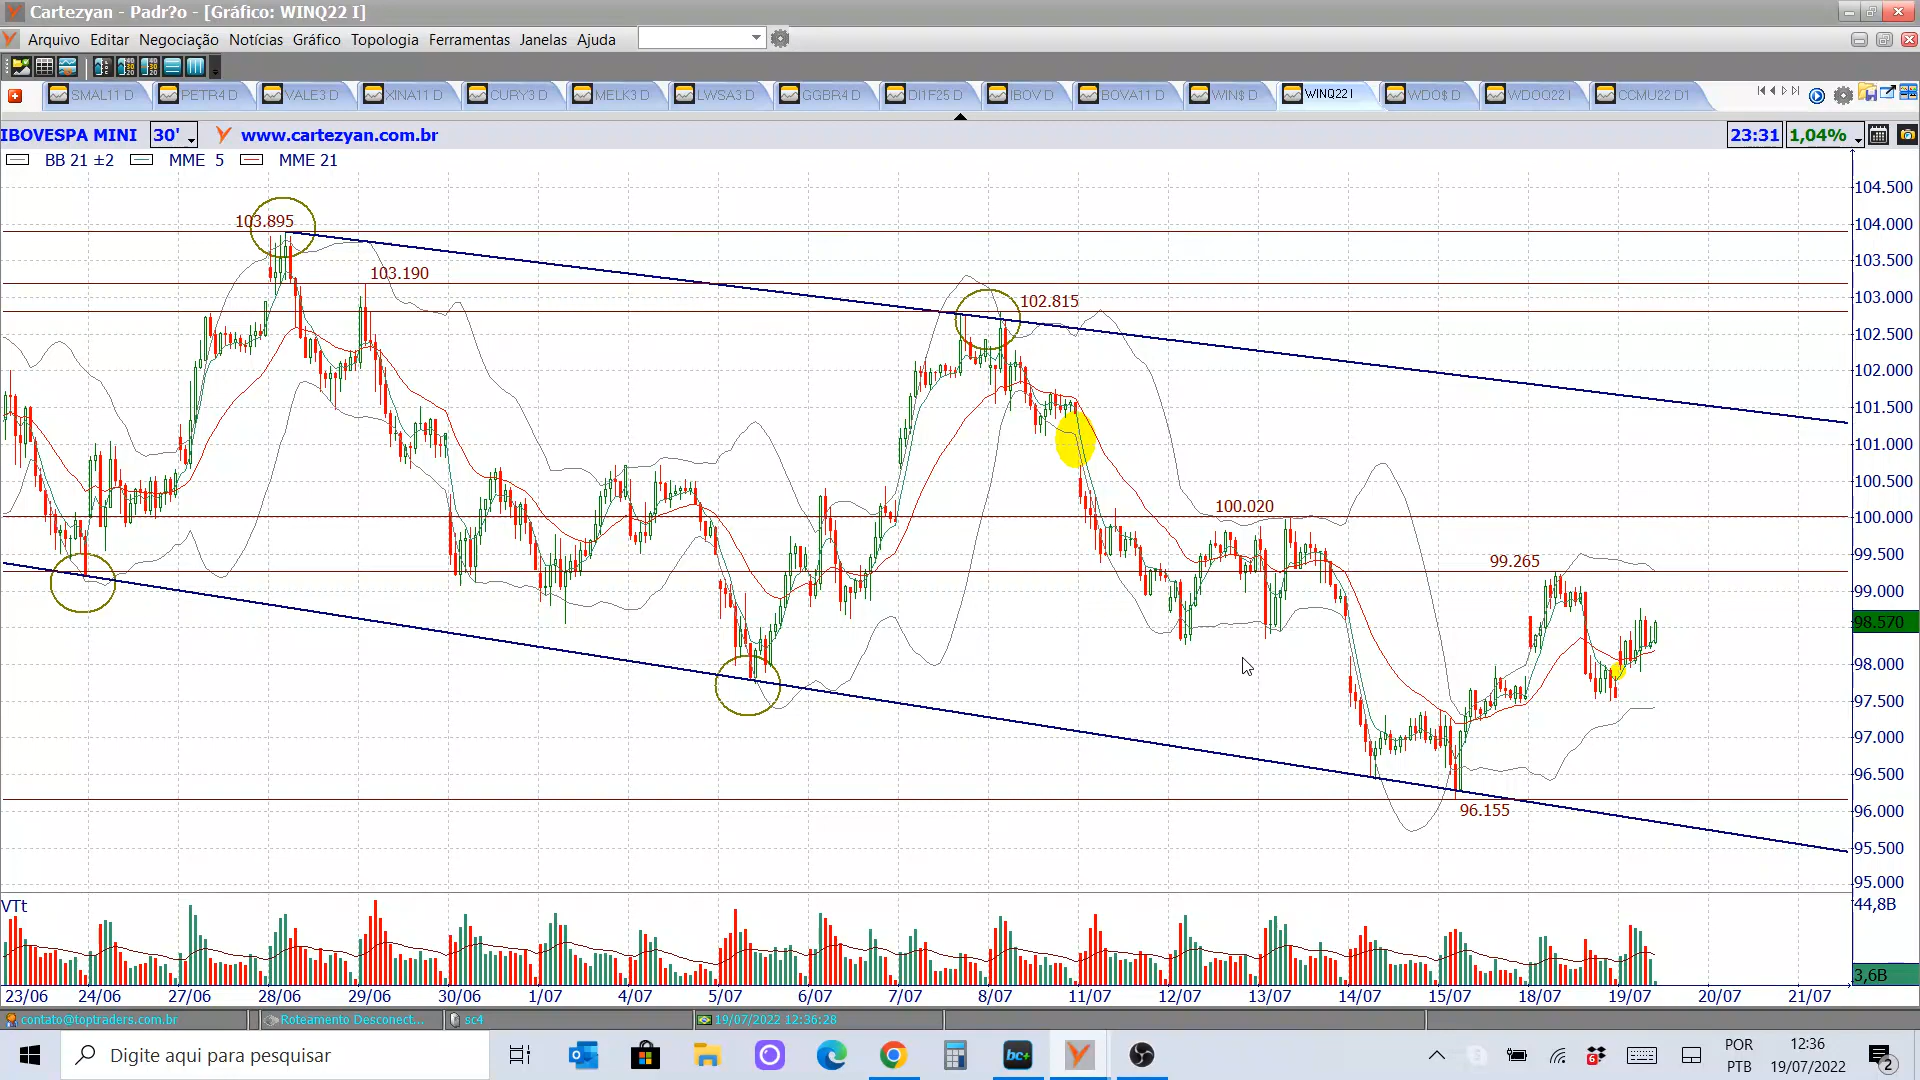 Cartezyan - Padr?o - [Gráfico: WINQ22 I]
Arquivo Editar Negociação Notícias Gráfico Topologia Ferramentas Janelas Ajuda
SMAL11 D PETR4 D VALE3 D XINA11 D CURY3 D MELK3 D LWSA3 D GGBR4 D DI1F25 D IBOV D BOVA11 D WIN$ D WINQ22 I WDO$ D WDOQ22 I CCMU22 D1
IBOVESPA MINI 30' www.cartezyan.com.br 23:31 1,04%
BB 21 ±2 MME 5 MME 21
104.500
103.895
104.000
103.500
103.190
103.000
102.815
102.500
102.000
101.500
101.000
100.500
100.020
100.000
99.500
99.265
99.000
98.570
98.000
97.500
97.000
96.500
96.155
96.000
95.500
95.000
VTt
44,8B
3,6B
23/06 24/06 27/06 28/06 29/06 30/06 1/07 4/07 5/07 6/07 7/07 8/07 11/07 12/07 13/07 14/07 15/07 18/07 19/07 20/07 21/07
contato@toptraders.com.br Roteamento Desconect... sc4 19/07/2022 12:36:28
Digite aqui para pesquisar
bc+
6
POR
PTB
12:36
19/07/2022
2